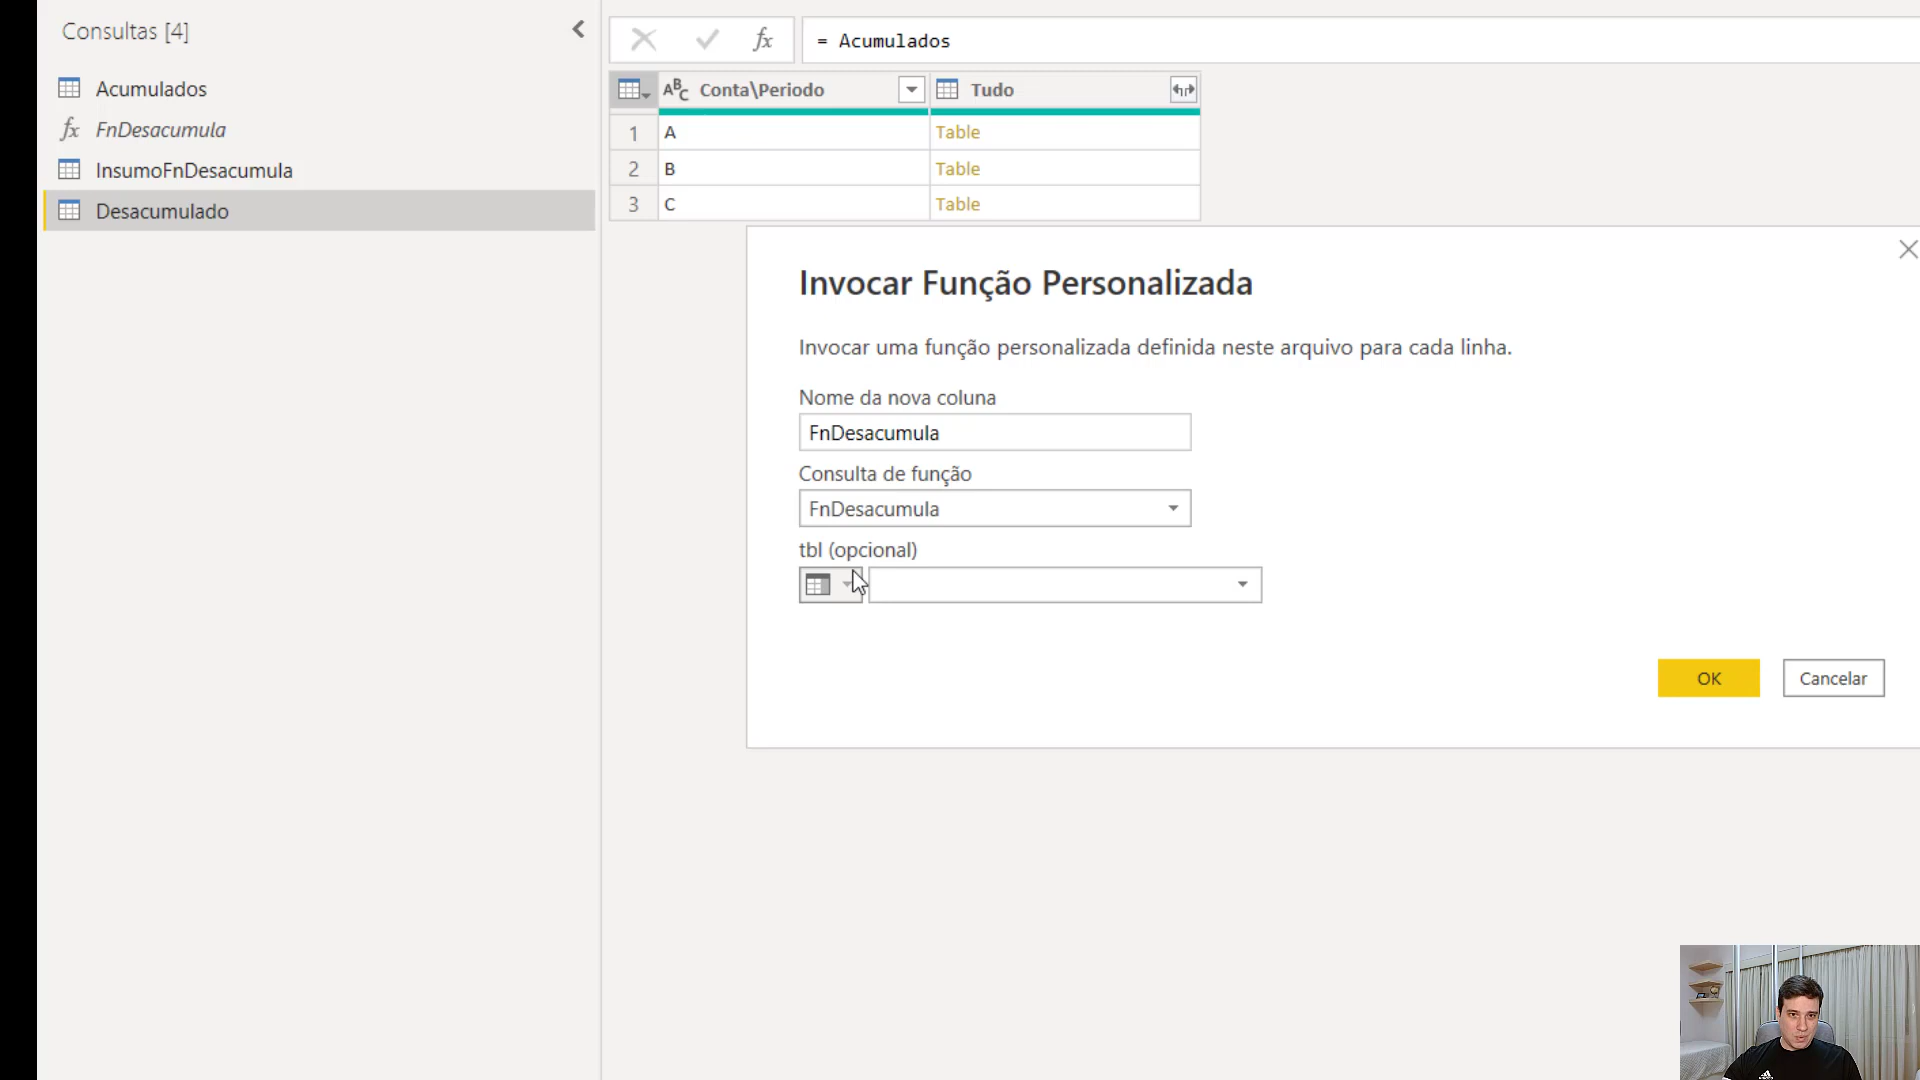 Consultas [4]
Acumulados
FnDesacumula
InsumoFnDesacumula
Desacumulado
fx
= Acumulados
ABC Conta\Periodo
Tudo
1 A Table
2 B Table
3 C Table
Invocar Função Personalizada
Invocar uma função personalizada definida neste arquivo para cada linha.
Nome da nova coluna
FnDesacumula
Consulta de função
FnDesacumula
tbl (opcional)
OK
Cancelar